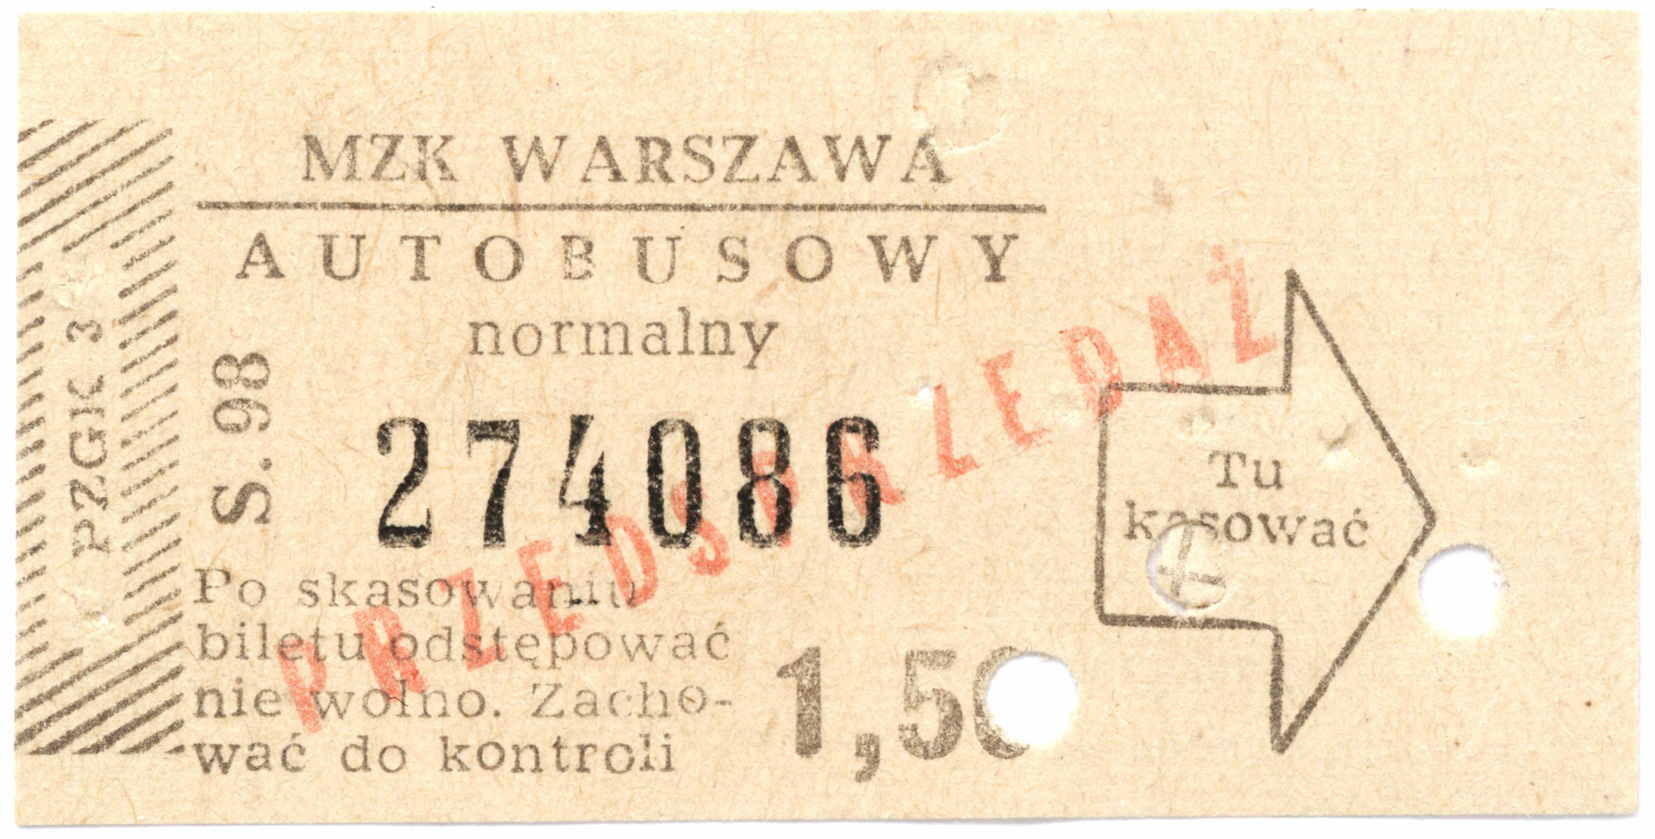 MZK WARSZAWA
AUTOBUSOWY
normalny
PZGK 3
S. 98
274086
PRZEDSPRZEDAŻ
Po skasowaniu
biletu odstępować
nie wolno. Zacho-
wać do kontroli
1,50
Tu
kasować